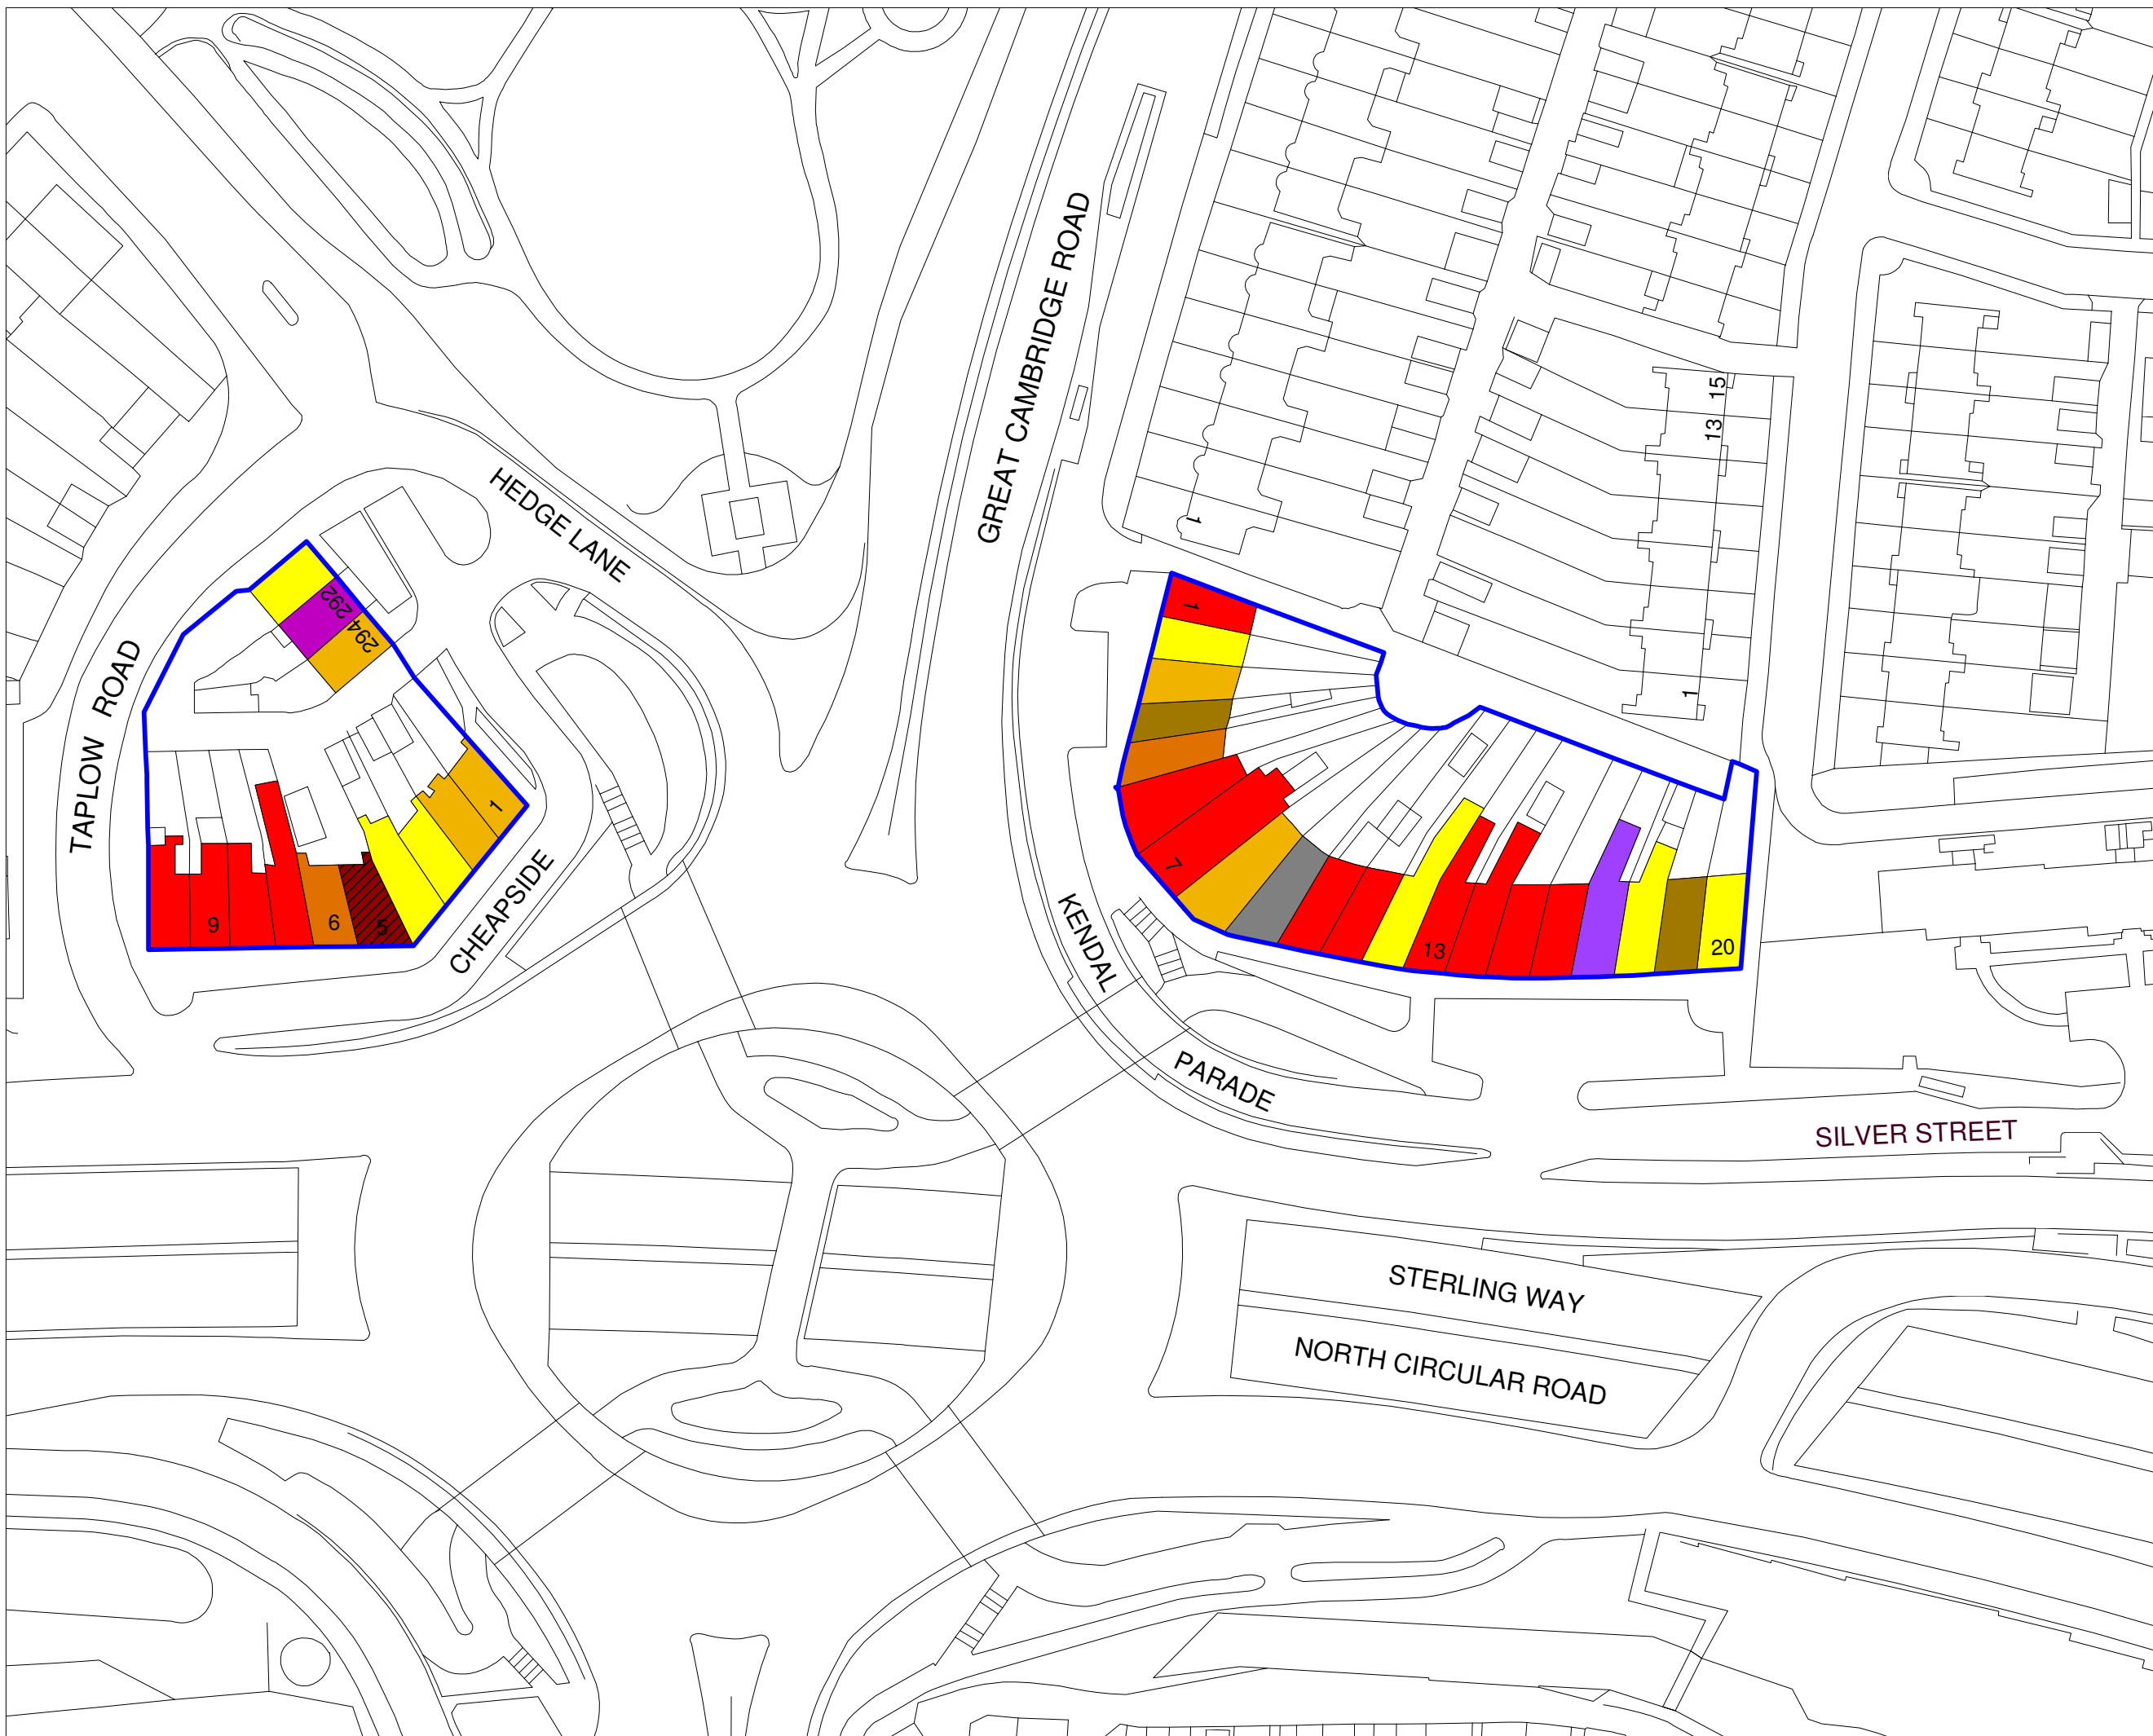 GREAT CAMBRIDGE ROAD
15
13
HEDGE LANE
1
292
294
1
TAPLOW ROAD
1
1
7
9
6
5
CHEAPSIDE
KENDAL
13
20
PARADE
SILVER STREET
STERLING WAY
NORTH CIRCULAR ROAD